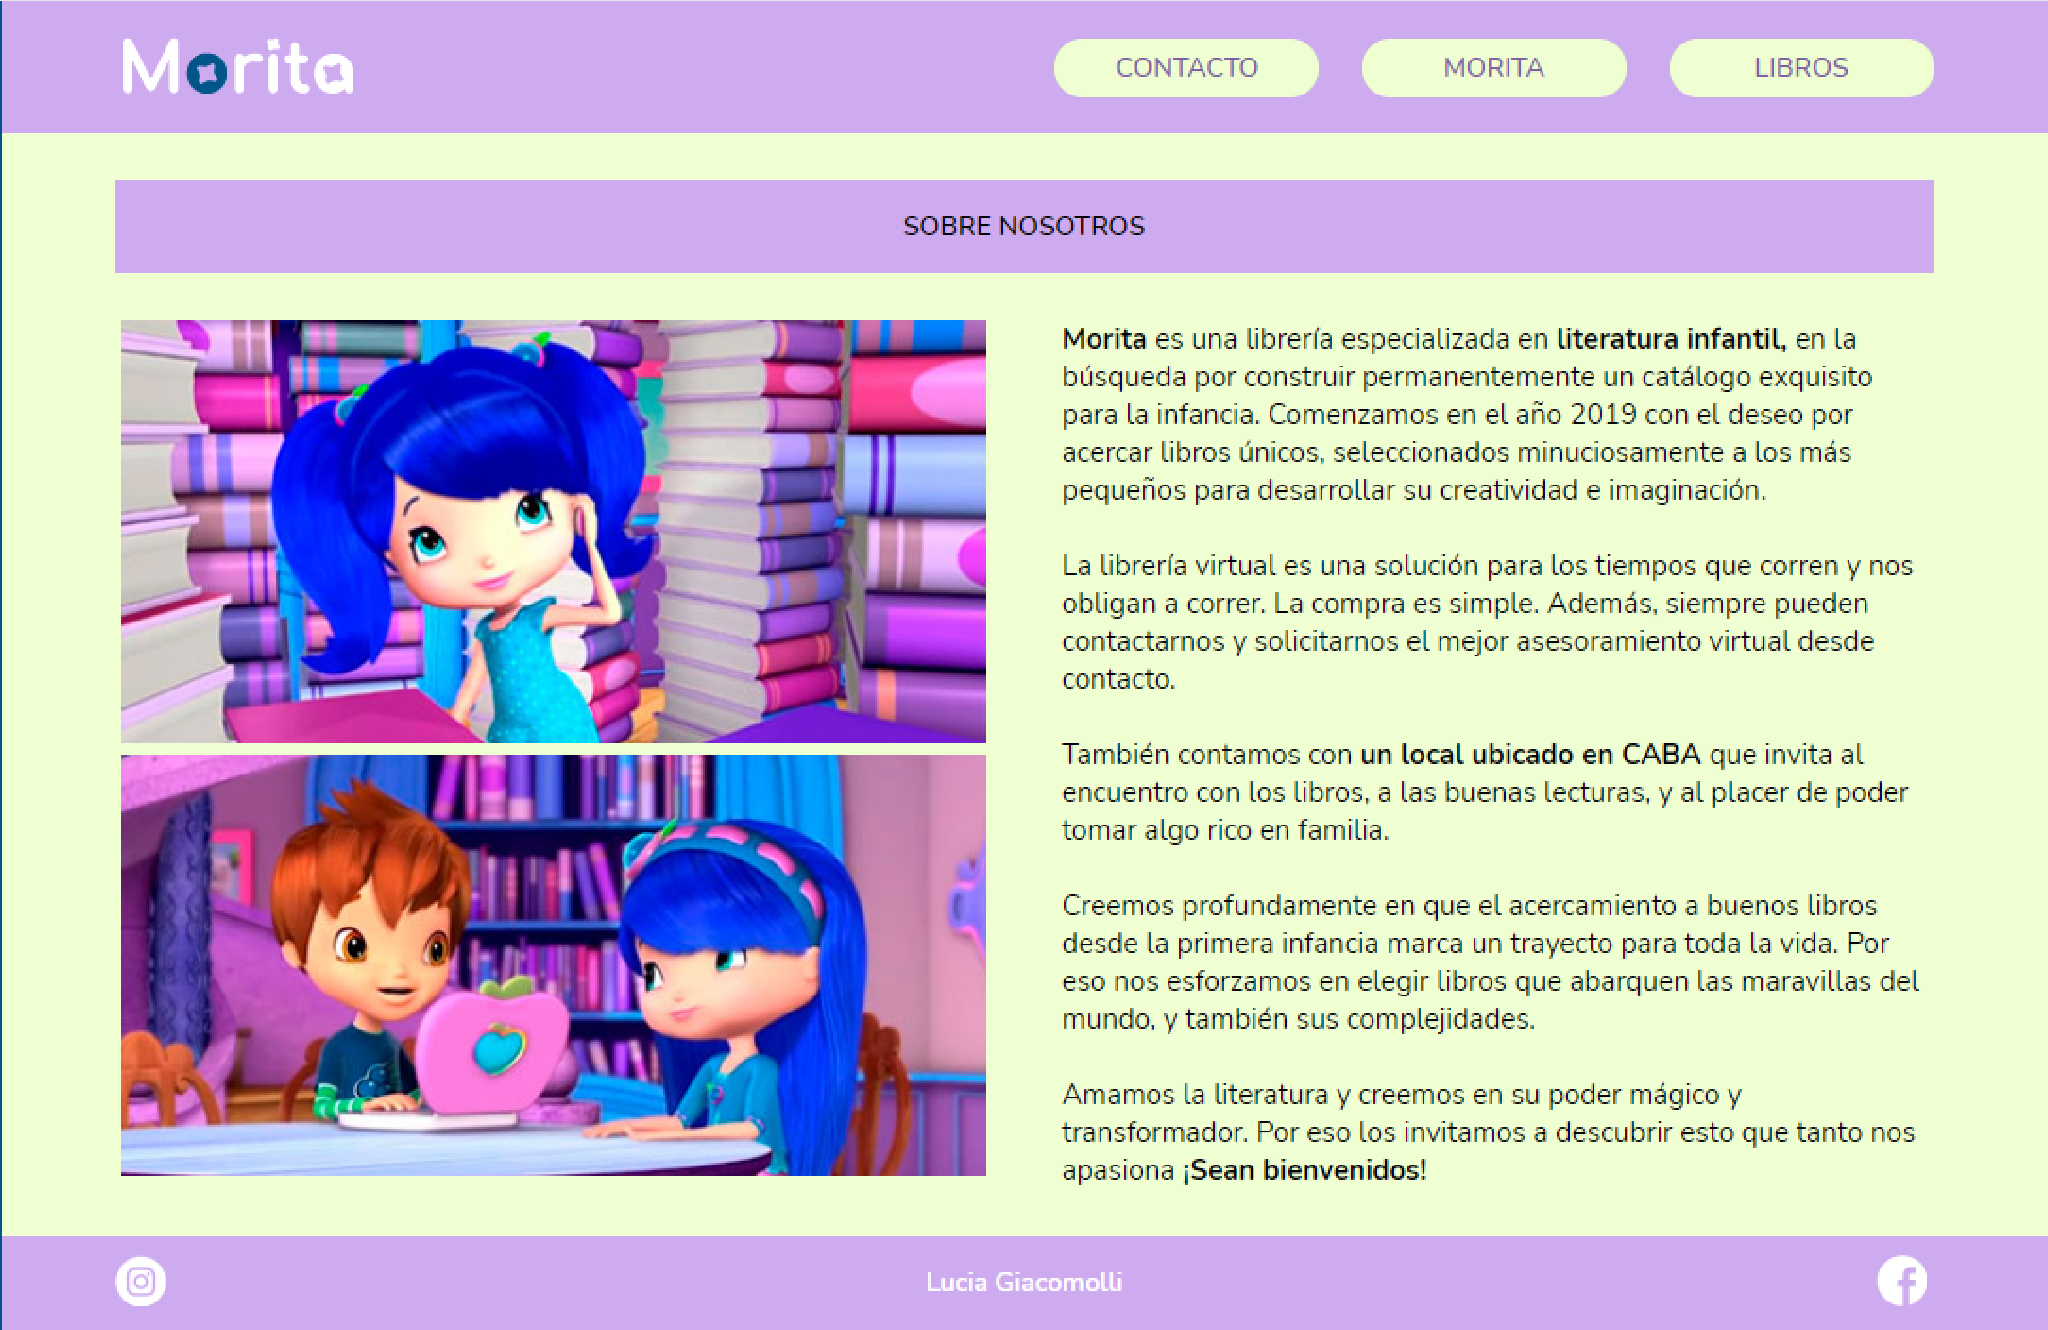 Morita
CONTACTO
MORITA
LIBROS
SOBRE NOSOTROS
Morita es una librería especializada en literatura infantil, en la
búsqueda por construir permanentemente un catálogo exquisito
para la infancia. Comenzamos en el año 2019 con el deseo por
acercar libros únicos, seleccionados minuciosamente a los más
pequeños para desarrollar su creatividad e imaginación.
La librería virtual es una solución para los tiempos que corren y nos
obligan a correr. La compra es simple. Además, siempre pueden
contactarnos y solicitarnos el mejor asesoramiento virtual desde
contacto.
También contamos con un local ubicado en CABA que invita al
encuentro con los libros, a las buenas lecturas, y al placer de poder
tomar algo rico en familia.
Creemos profundamente en que el acercamiento a buenos libros
desde la primera infancia marca un trayecto para toda la vida. Por
eso nos esforzamos en elegir libros que abarquen las maravillas del
mundo, y también sus complejidades.
Amamos la literatura y creemos en su poder mágico y
transformador. Por eso los invitamos a descubrir esto que tanto nos
apasiona ¡Sean bienvenidos!
Lucia Giacomolli